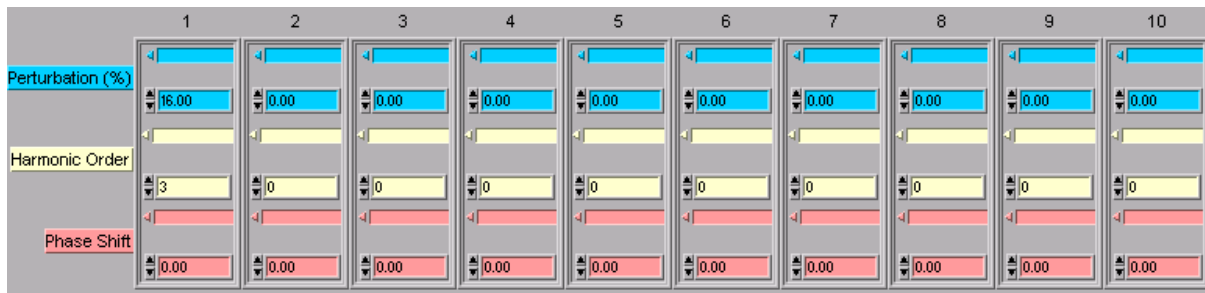 1 2 3 4 5 6 7 8 9 10
Perturbation (%)
16.00 0.00 0.00 0.00 0.00 0.00 0.00 0.00 0.00 0.00
Harmonic Order
3 0 0 0 0 0 0 0 0 0
Phase Shift
0.00 0.00 0.00 0.00 0.00 0.00 0.00 0.00 0.00 0.00